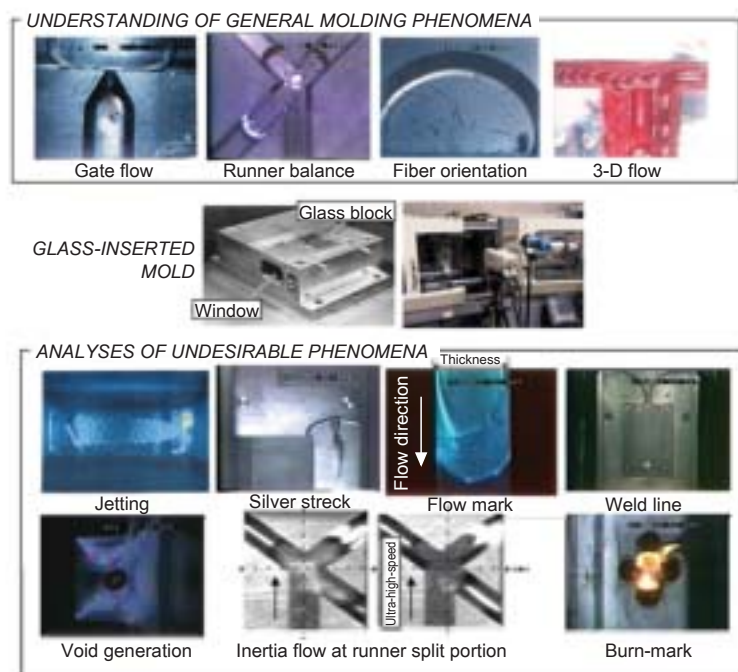 UNDERSTANDING OF GENERAL MOLDING PHENOMENA
Gate flow
Runner balance
Fiber orientation
3-D flow
GLASS-INSERTED
MOLD
Glass block
Window
ANALYSES OF UNDESIRABLE PHENOMENA
Thickness
Flow direction
Jetting
Silver streck
Flow mark
Weld line
Ultra-high-speed
Void generation
Inertia flow at runner split portion
Burn-mark